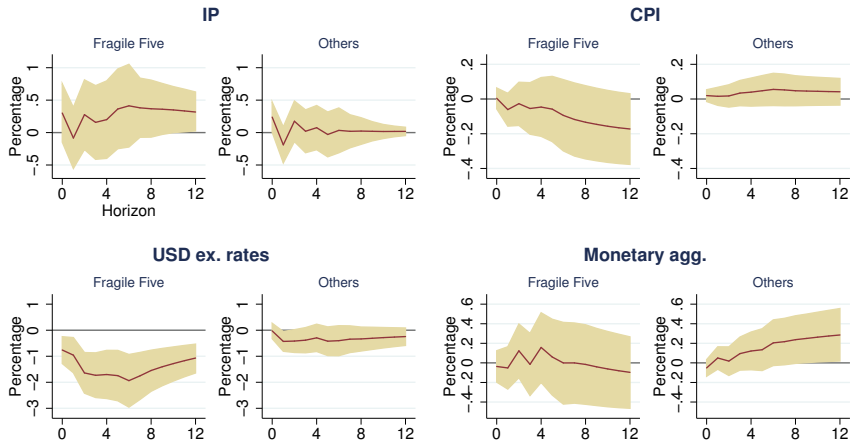 IP
Fragile Five
Others
Percentage
1
.5
0
-.5
0 4 8 12
Horizon
Percentage
1
.5
0
-.5
0 4 8 12
CPI
Fragile Five
Others
Percentage
.2
0
-.2
-.4
0 4 8 12
Percentage
.2
0
-.2
-.4
0 4 8 12
USD ex. rates
Fragile Five
Others
Percentage
1
0
-1
-2
-3
0 4 8 12
Percentage
1
0
-1
-2
-3
0 4 8 12
Monetary agg.
Fragile Five
Others
Percentage
.6
.4
.2
0
-.2
-.4
0 4 8 12
Percentage
.6
.4
.2
0
-.2
-.4
0 4 8 12